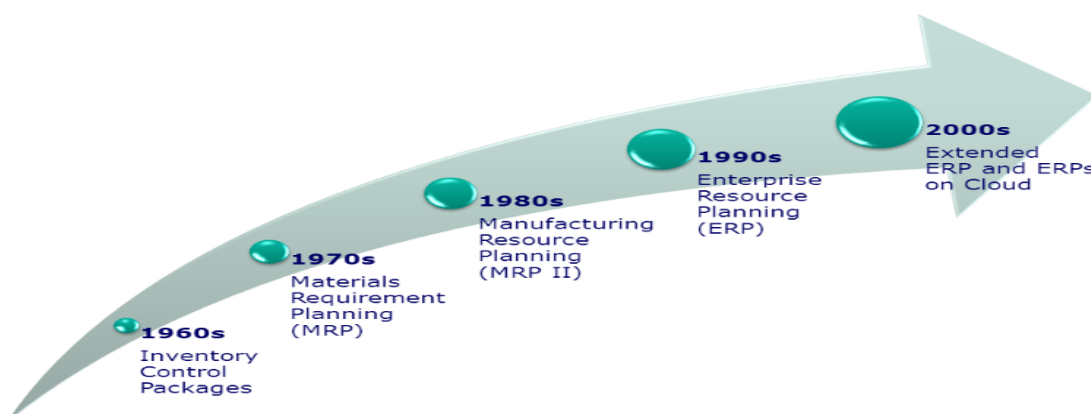 1960s
Inventory
Control
Packages
1970s
Materials
Requirement
Planning
(MRP)
1980s
Manufacturing
Resource
Planning
(MRP II)
1990s
Enterprise
Resource
Planning
(ERP)
2000s
Extended
ERP and ERPs
on Cloud